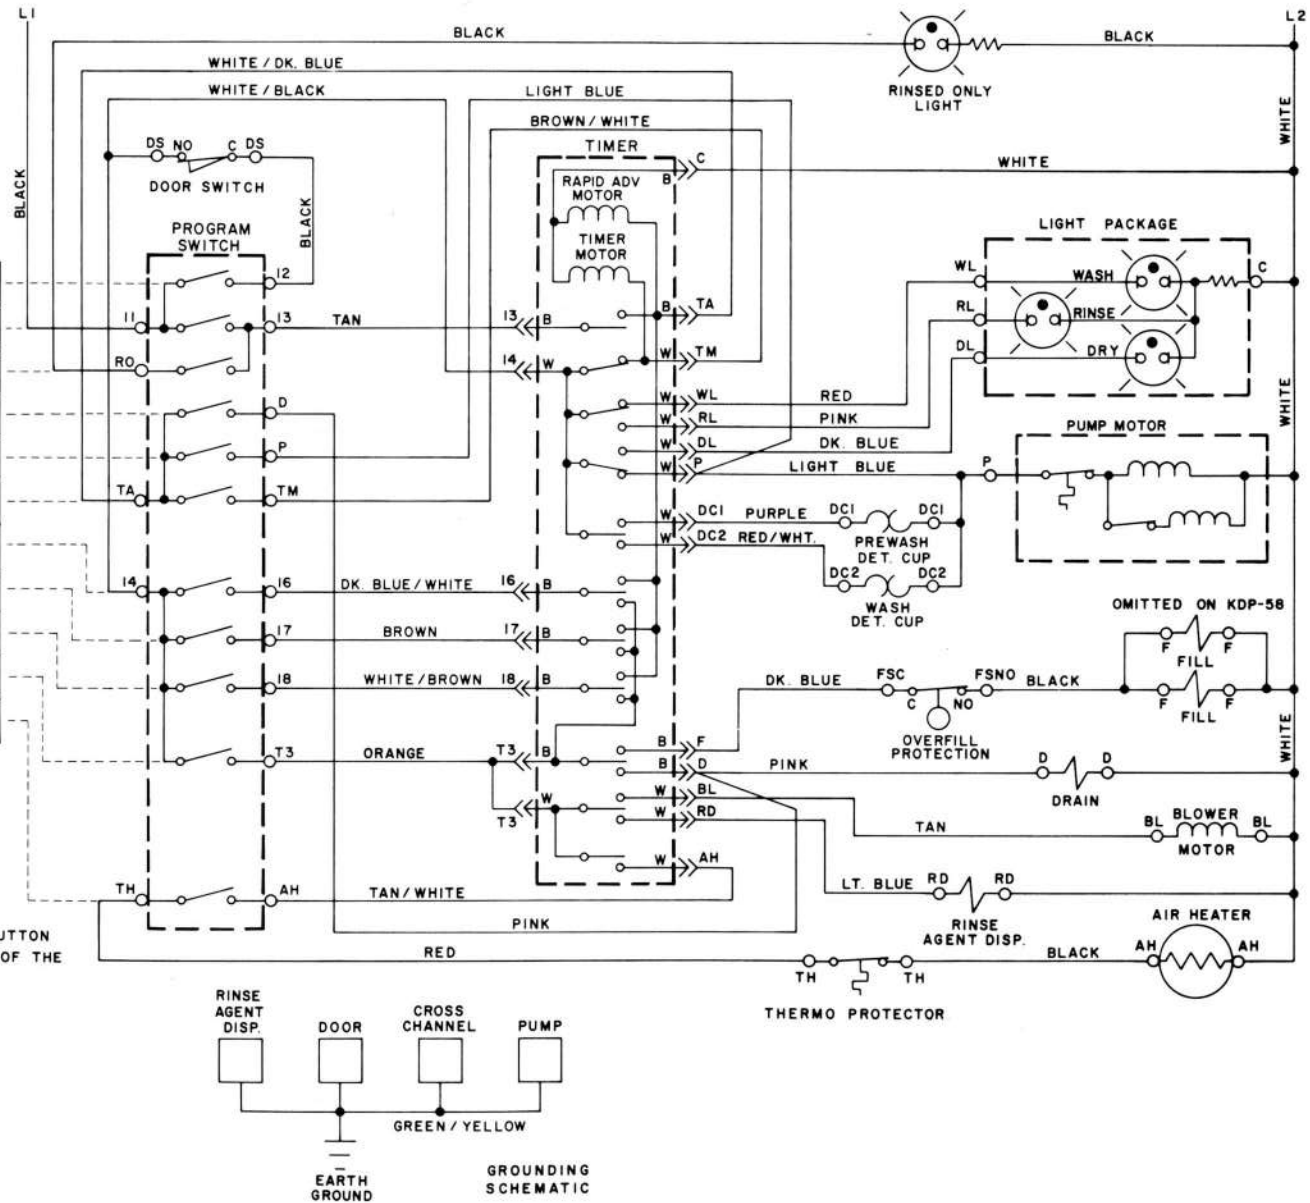 L1
L2
BLACK
BLACK
RINSED ONLY
LIGHT
WHITE / DK. BLUE
WHITE / BLACK
LIGHT BLUE
BROWN / WHITE
WHITE
DS NO C DS
DOOR SWITCH
BLACK
BLACK
TIMER
B
C
WHITE
RAPID ADV
MOTOR
TIMER
MOTOR
PROGRAM
SWITCH
LIGHT PACKAGE
WL
WASH
C
RL
RINSE
DL
DRY
12
11
13
TAN
13
B
B
TA
RO
14
W
W
TM
D
W
WL
RED
W
RL
PINK
W
DL
DK. BLUE
P
W
P
LIGHT BLUE
WHITE
PUMP MOTOR
P
TA
TM
W
DC1
PURPLE
DC1
DC1
PREWASH
DET. CUP
W
DC2
RED/WHT.
DC2
DC2
WASH
DET. CUP
14
16
DK. BLUE / WHITE
16
B
17
BROWN
17
B
18
WHITE / BROWN
18
B
OMITTED ON KDP-58
F
F
FILL
F
F
FILL
DK. BLUE
FSC
FSNO
BLACK
C
NO
OVERFILL
PROTECTION
WHITE
T3
ORANGE
T3
B
B
F
B
D
PINK
D
D
DRAIN
W
T3
W
BL
W
RD
TAN
BL
BLOWER
BL
MOTOR
W
AH
TH
AH
TAN / WHITE
LT. BLUE
RD
RD
RINSE
AGENT DISP.
PINK
AIR HEATER
UTTON
OF THE
RED
TH
TH
BLACK
AH
AH
THERMO PROTECTOR
RINSE
AGENT
DISP.
DOOR
CROSS
CHANNEL
PUMP
GREEN / YELLOW
EARTH
GROUND
GROUNDING
SCHEMATIC